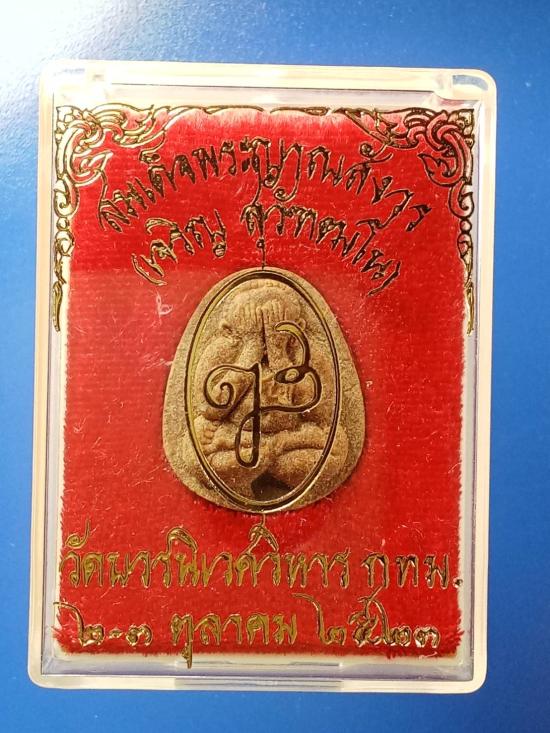 สมเด็จพระญาณสังวร
(เจริญ สุวัฑฒโน)
วัดบวรนิเวศวิหาร กทม.
๒-๓ ตุลาคม ๒๕๒๓